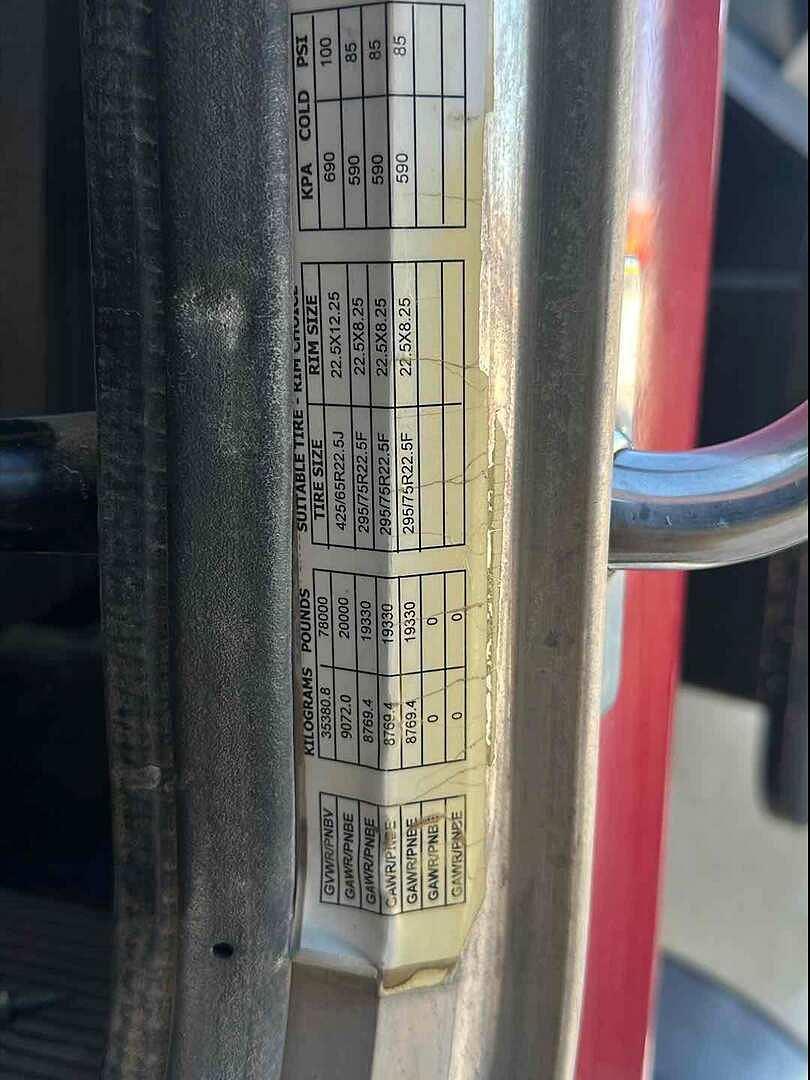 SUITABLE TIRE - RIM CHOICE
KILOGRAMS POUNDS TIRE SIZE RIM SIZE KPA COLD PSI
GVWR/PNBV 35380.8 78000
GAWR/PNBE 9072.0 20000 425/65R22.5J 22.5X12.25 690 100
GAWR/PNBE 8769.4 19330 295/75R22.5F 22.5X8.25 590 85
GAWR/PNBE 8769.4 19330 295/75R22.5F 22.5X8.25 590 85
GAWR/PNBE 8769.4 19330 295/75R22.5F 22.5X8.25 590 85
GAWR/PNBE 0 0
GAWR/PNBE 0 0